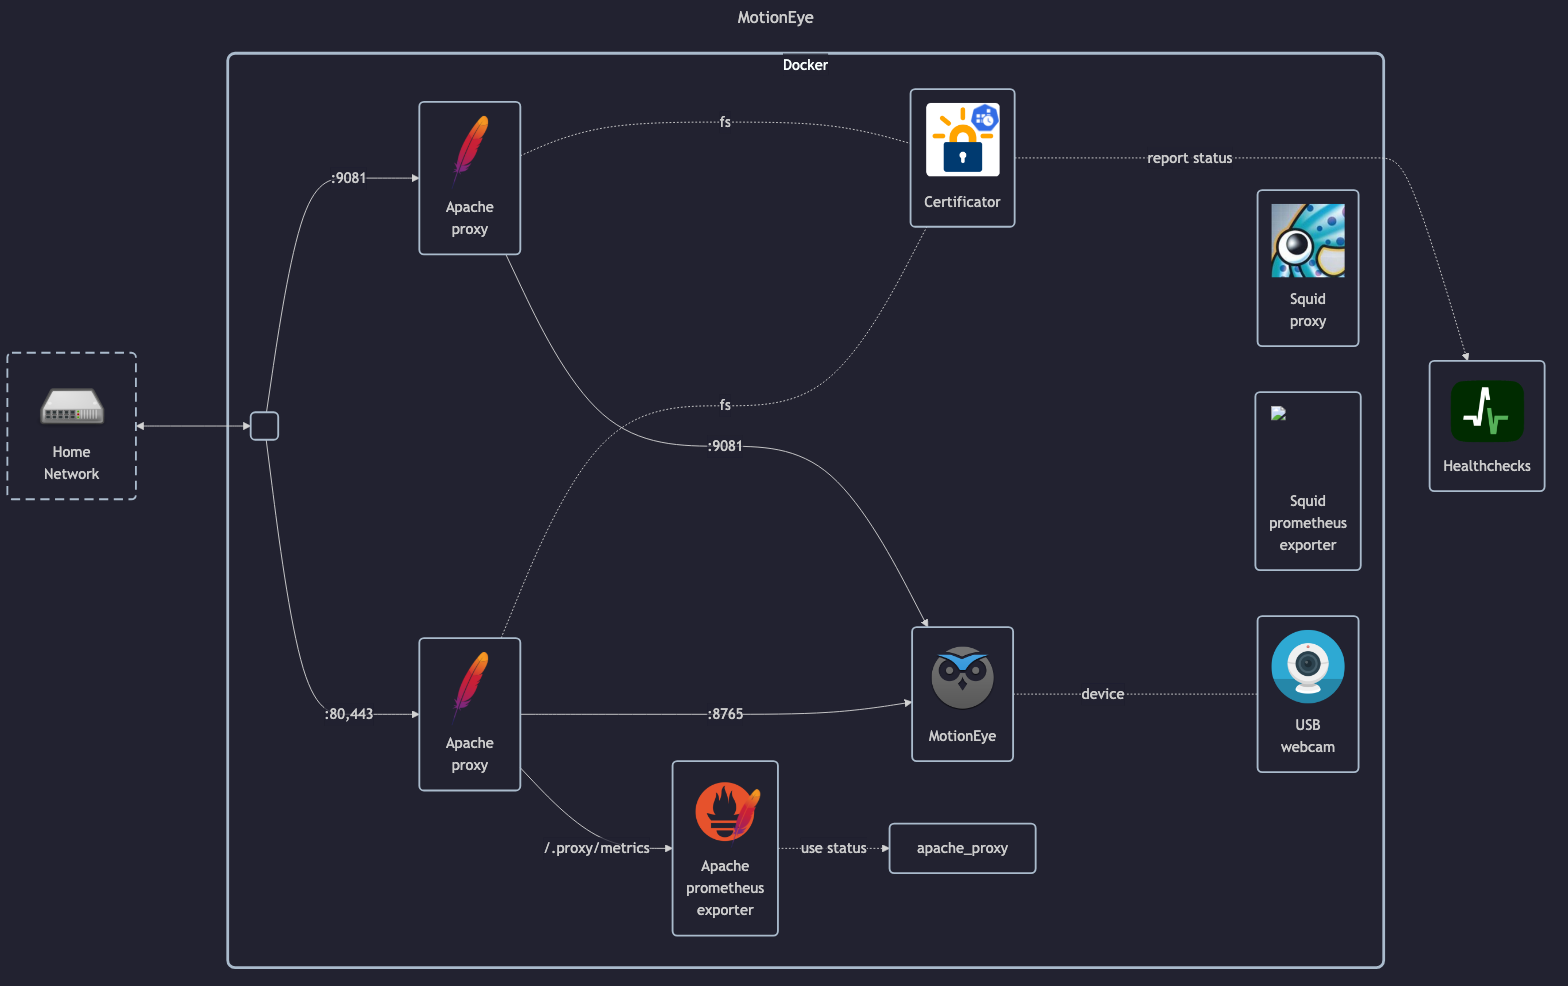 MotionEye
Docker
fs
:9081
Apache
proxy
Certificator
report status
Squid
proxy
Home
Network
fs
:9081
Healthchecks
Squid
prometheus
exporter
:80,443
Apache
proxy
:8765
MotionEye
device
USB
webcam
/.proxy/metrics
Apache
prometheus
exporter
use status
apache_proxy